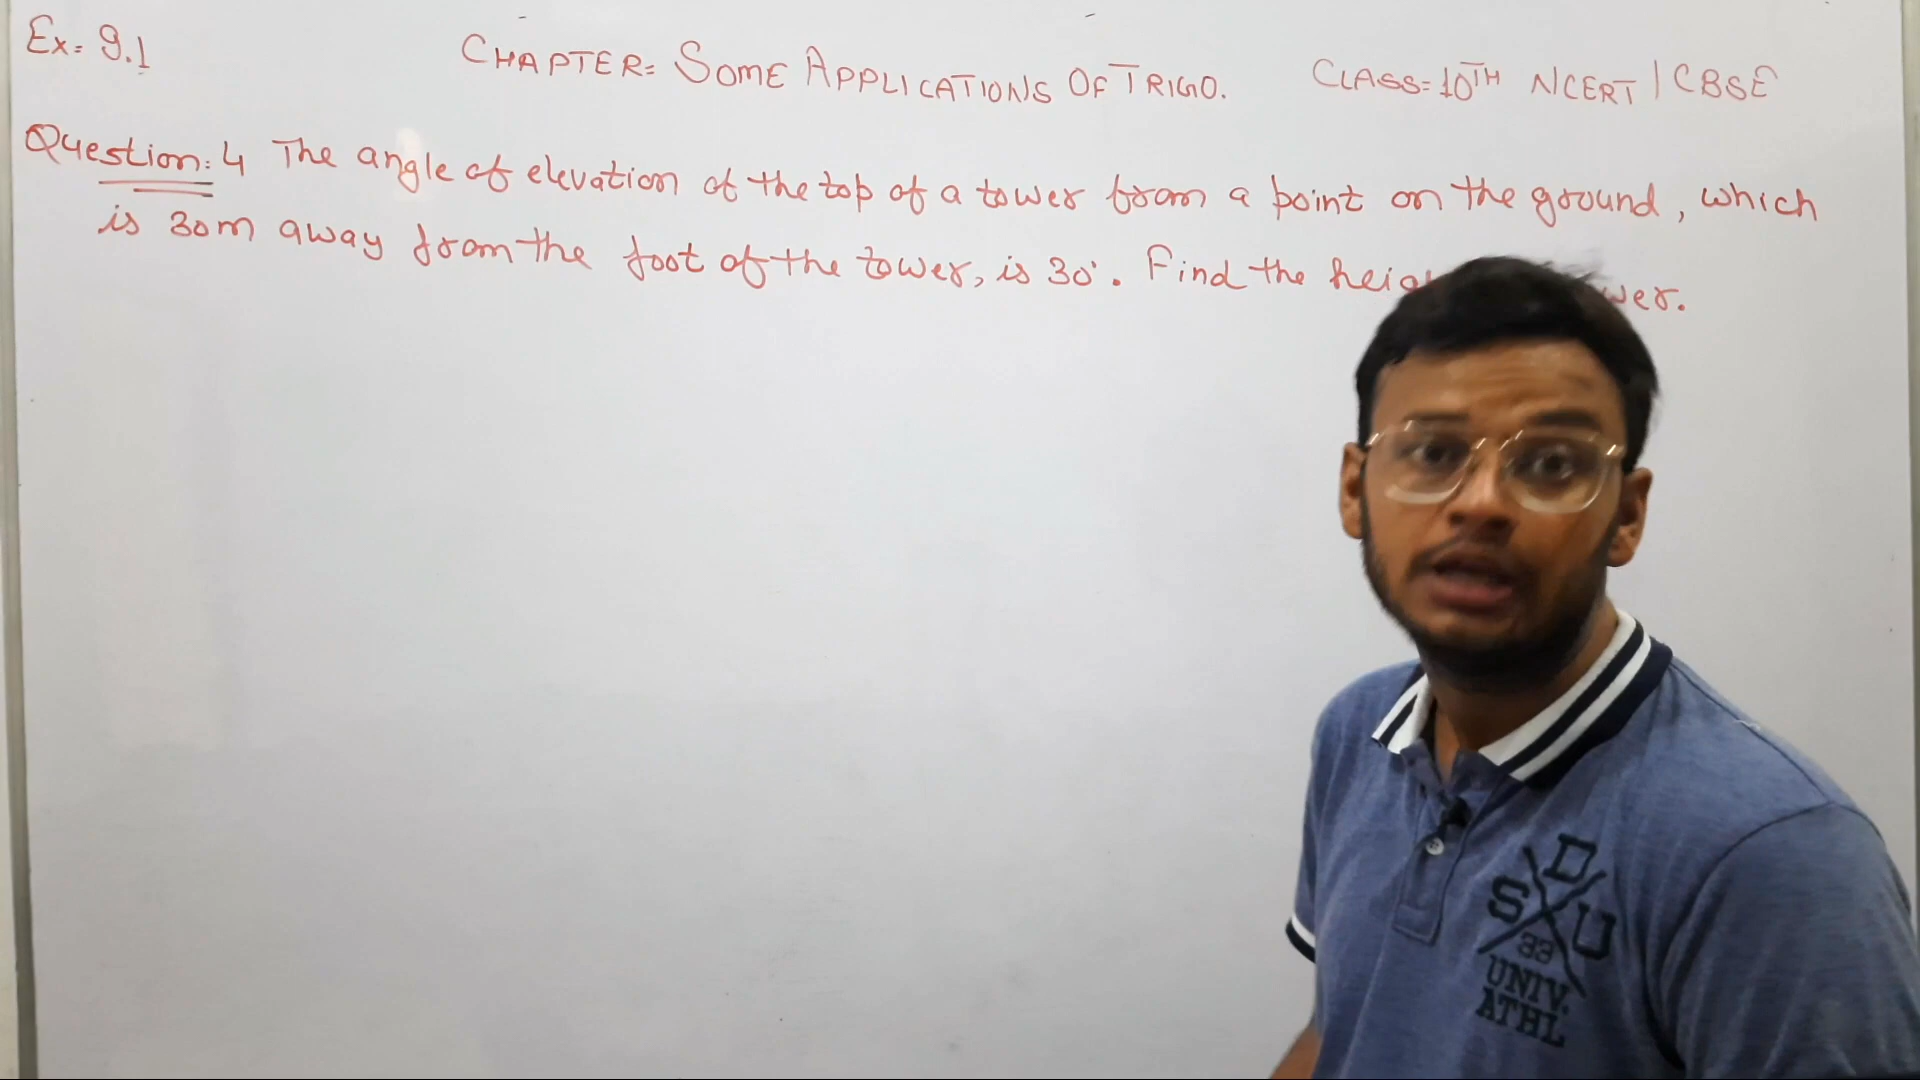 Ex= 9.1
CHAPTER= SOME APPLICATIONS OF TRIGO.
CLASS=10TH NCERT | CBSE
Question:4 The angle of elevation of the top of a tower from a point on the ground, which
is 30m away from the foot of the tower, is 30°. Find the
D
S U
33
UNIV.
ATHL